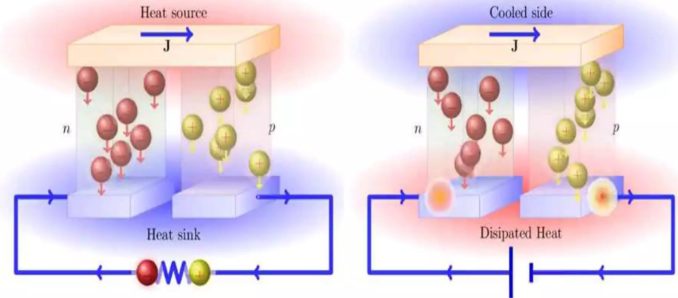 Heat source
J
n
p
Heat sink
Cooled side
J
n
p
Disipated Heat